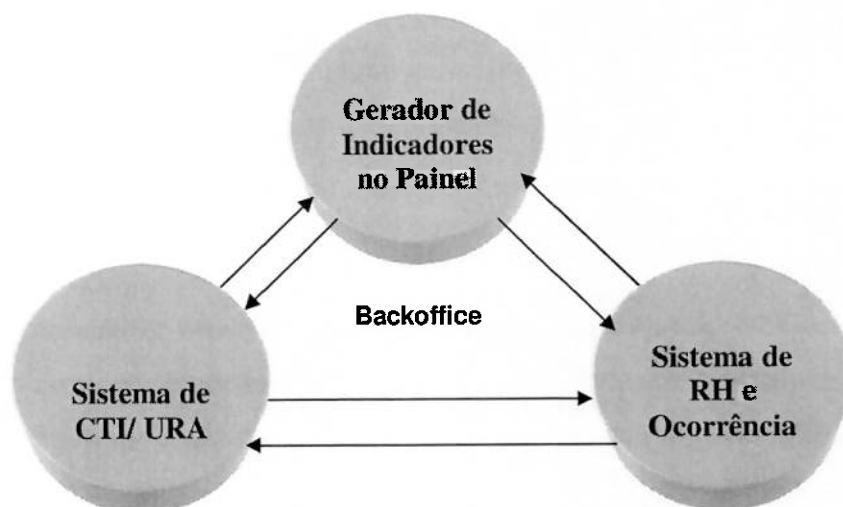 Gerador de
Indicadores
no Painel
Backoffice
Sistema de
CTI/ URA
Sistema de
RH e
Ocorrência